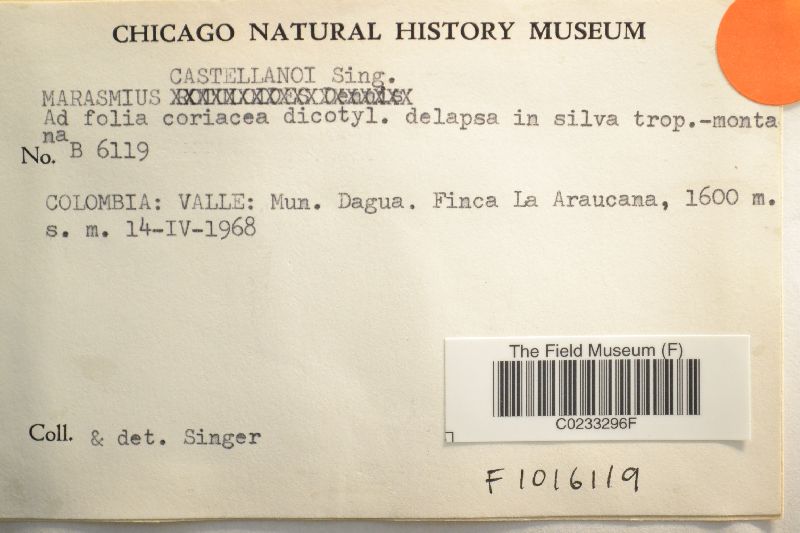 CHICAGO NATURAL HISTORY MUSEUM
CASTELLANOI Sing.
MARASMIUS
Ad folia coriacea dicotyl. delapsa in silva trop.-monta
na
No. B 6119
COLOMBIA: VALLE: Mun. Dagua. Finca La Araucana, 1600 m.
s. m. 14-IV-1968
The Field Museum (F)
C0233296F
Coll. & det. Singer
F1016119